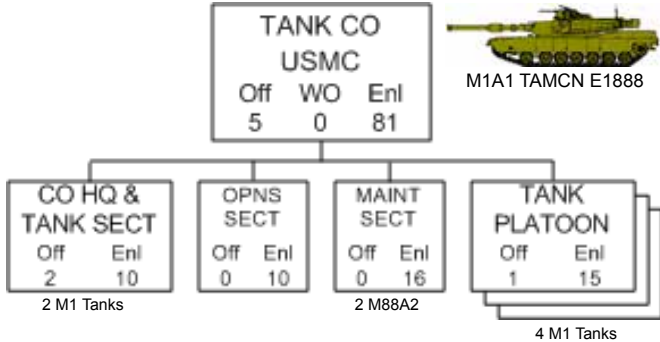 TANK CO
USMC
Off WO Enl
5 0 81
M1A1 TAMCN E1888
CO HQ &
TANK SECT
Off Enl
2 10
2 M1 Tanks
OPNS
SECT
Off Enl
0 10
MAINT
SECT
Off Enl
0 16
2 M88A2
TANK
PLATOON
Off Enl
1 15
4 M1 Tanks